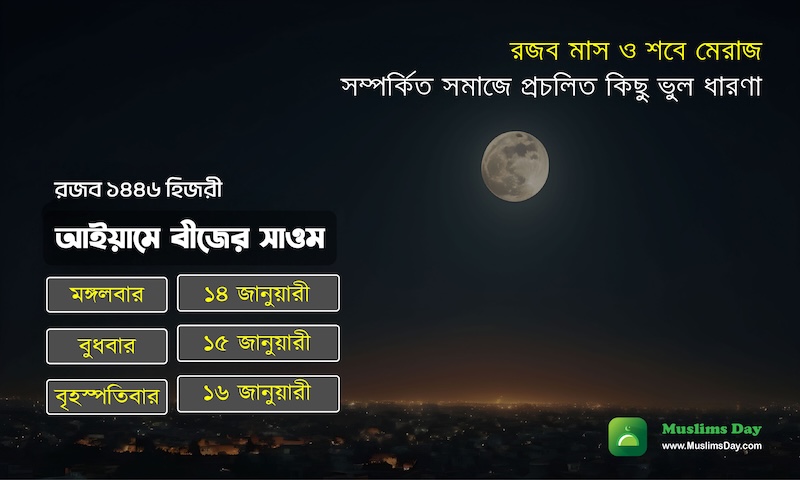 রজব মাস ও শবে মেরাজ
সম্পর্কিত সমাজে প্রচলিত কিছু ভুল ধারণা
রজব ১৪৪৬ হিজরী
আইয়ামে বীজের সাওম
মঙ্গলবার ১৪ জানুয়ারী
বুধবার ১৫ জানুয়ারী
বৃহস্পতিবার ১৬ জানুয়ারী
Muslims Day
www.MuslimsDay.com